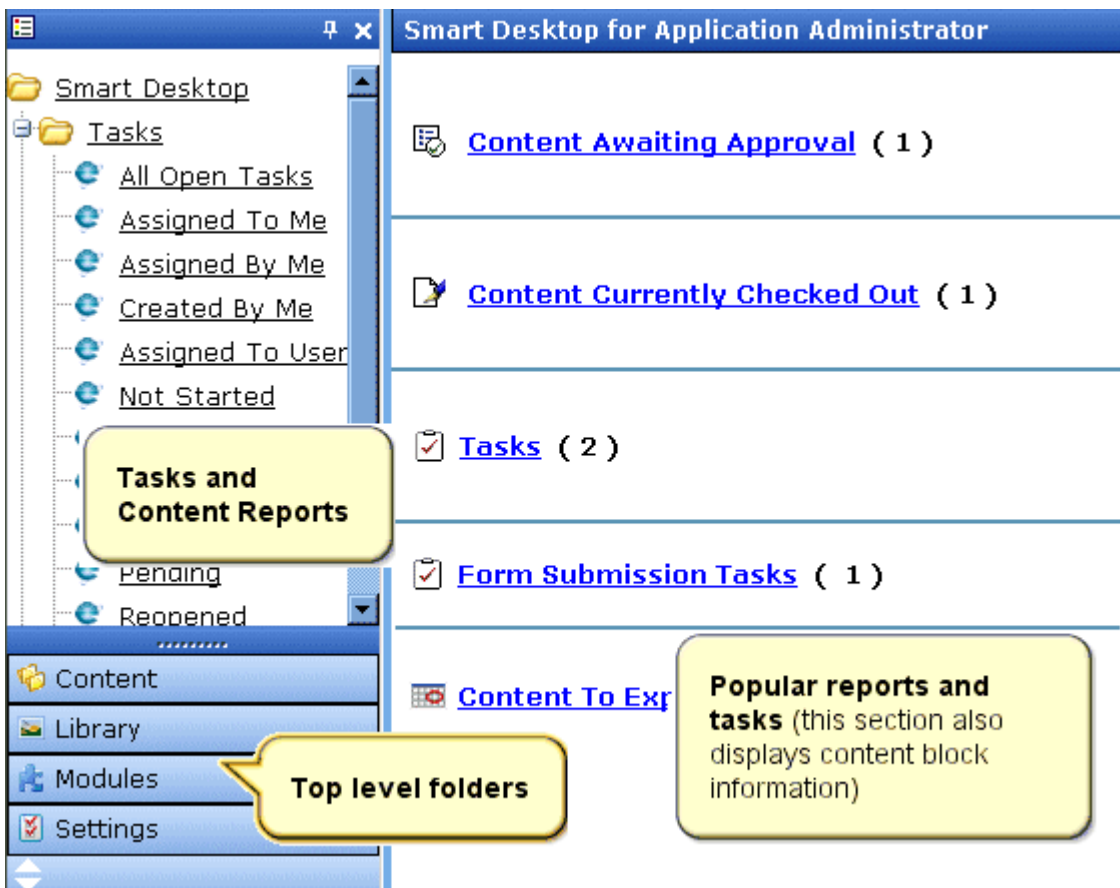 Smart Desktop
Tasks
All Open Tasks
Assigned To Me
Assigned By Me
Created By Me
Assigned To User
Not Started
Tasks and
Content Reports
Pending
Reopened
Content
Library
Modules
Settings
Top level folders
Smart Desktop for Application Administrator
Content Awaiting Approval ( 1 )
Content Currently Checked Out ( 1 )
Tasks ( 2 )
Form Submission Tasks ( 1 )
Content To Exp
Popular reports and
tasks (this section also
displays content block
information)